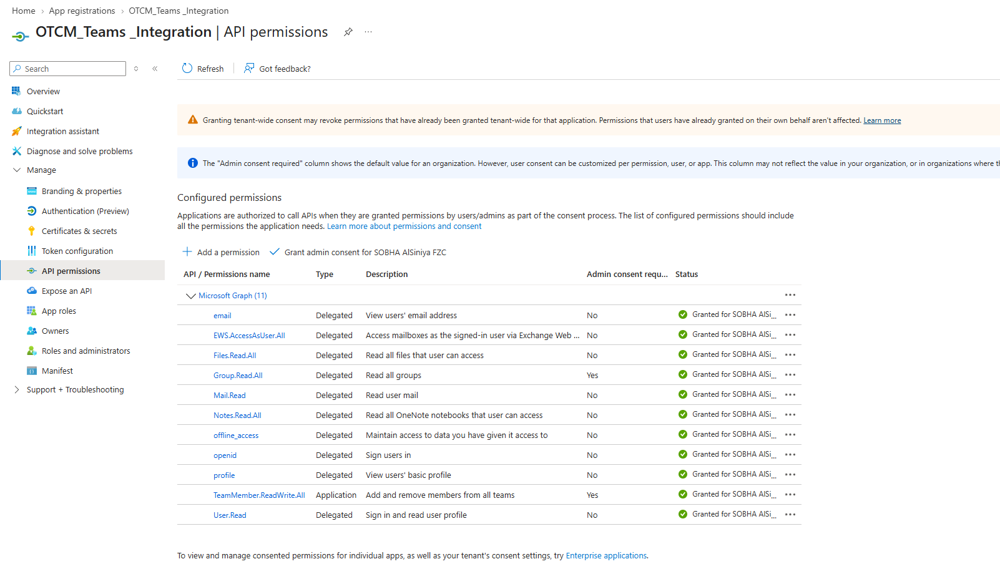 Home > App registrations > OTCM_Teams _Integration
OTCM_Teams _Integration | API permissions
Search
Overview
Quickstart
Integration assistant
Diagnose and solve problems
Manage
Branding & properties
Authentication (Preview)
Certificates & secrets
Token configuration
API permissions
Expose an API
App roles
Owners
Roles and administrators
Manifest
Support + Troubleshooting
Refresh
Got feedback?
Granting tenant-wide consent may revoke permissions that have already been granted tenant-wide for that application. Permissions that users have already granted on their own behalf aren't affected. Learn more
The "Admin consent required" column shows the default value for an organization. However, user consent can be customized per permission, user, or app. This column may not reflect the value in your organization, or in organizations where
Configured permissions
Applications are authorized to call APIs when they are granted permissions by users/admins as part of the consent process. The list of configured permissions should include
all the permissions the application needs. Learn more about permissions and consent
Add a permission Grant admin consent for SOBHA AlSiniya FZC
API / Permissions name Type Description Admin consent requ... Status
Microsoft Graph (11)
email Delegated View users' email address No Granted for SOBHA AlSi...
EWS.AccessAsUser.All Delegated Access mailboxes as the signed-in user via Exchange Web ... No Granted for SOBHA AlSi...
Files.Read.All Delegated Read all files that user can access No Granted for SOBHA AlSi...
Group.Read.All Delegated Read all groups Yes Granted for SOBHA AlSi...
Mail.Read Delegated Read user mail No Granted for SOBHA AlSi...
Notes.Read.All Delegated Read all OneNote notebooks that user can access No Granted for SOBHA AlSi...
offline_access Delegated Maintain access to data you have given it access to No Granted for SOBHA AlSi...
openid Delegated Sign users in No Granted for SOBHA AlSi...
profile Delegated View users' basic profile No Granted for SOBHA AlSi...
TeamMember.ReadWrite.All Application Add and remove members from all teams Yes Granted for SOBHA AlSi...
User.Read Delegated Sign in and read user profile No Granted for SOBHA AlSi...
To view and manage consented permissions for individual apps, as well as your tenant's consent settings, try Enterprise applications.